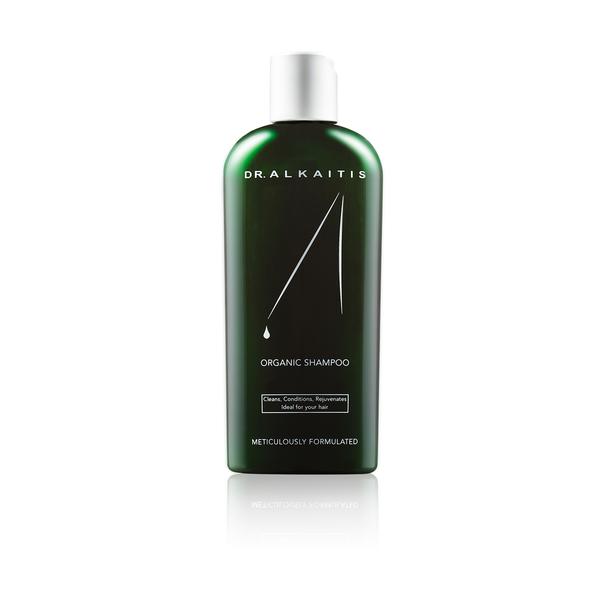 DR.ALKAITIS
ORGANIC SHAMPOO
Cleans, Conditions, Rejuvenates
Ideal for your hair
METICULOUSLY FORMULATED